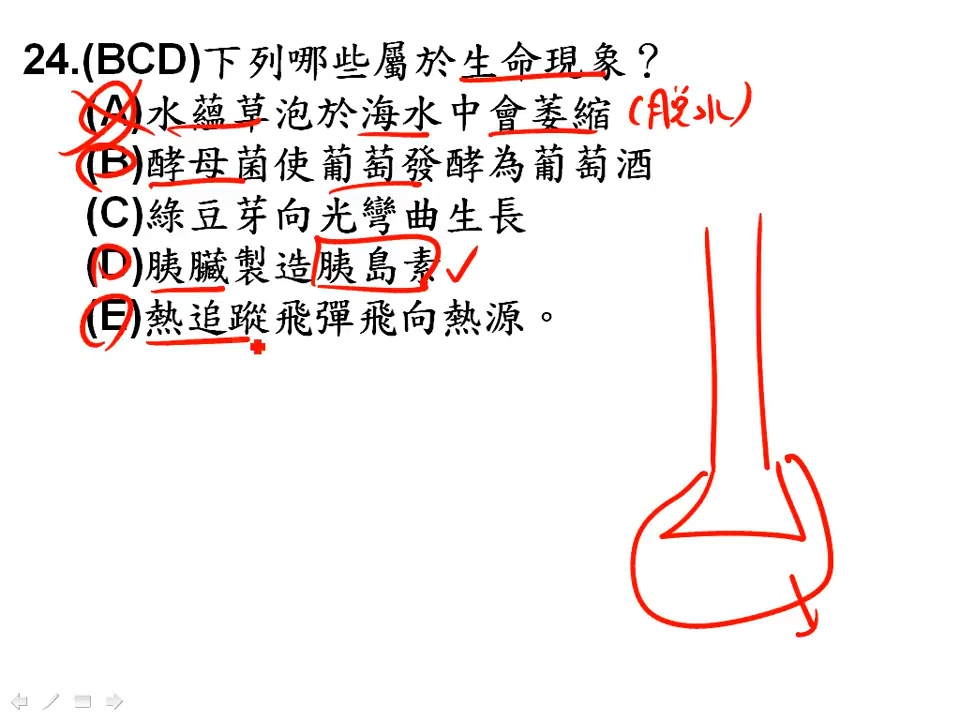 24.(BCD)下列哪些屬於生命現象？
(A)水蘊草泡於海水中會萎縮 (脫水)
(B)酵母菌使葡萄發酵為葡萄酒
(C)綠豆芽向光彎曲生長
(D)胰臟製造胰島素
(E)熱追蹤飛彈飛向熱源。